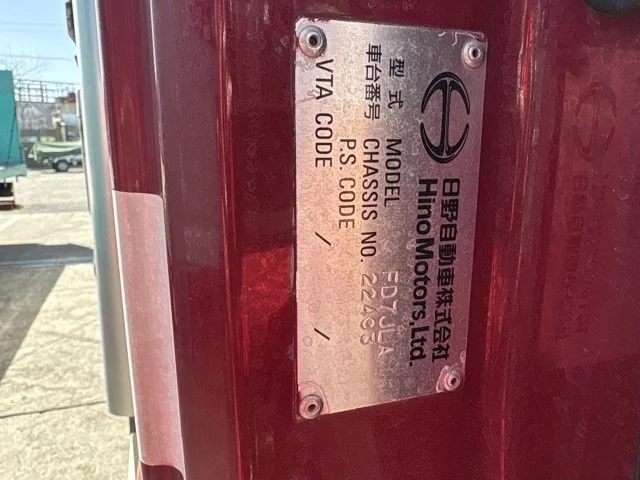 日野自動車株式会社
HinoMotors,Ltd.
型式 MODEL FD7JLA
車台番号 CHASSIS NO. 22485
P.S. CODE
VTA CODE / /